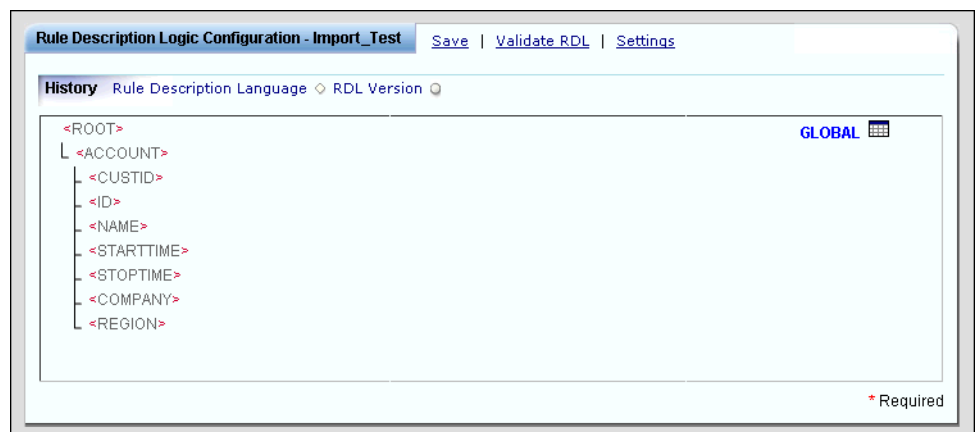 Rule Description Logic Configuration - Import_Test Save | Validate RDL | Settings
History Rule Description Language RDL Version
<ROOT> GLOBAL
<ACCOUNT>
<CUSTID>
<ID>
<NAME>
<STARTTIME>
<STOPTIME>
<COMPANY>
<REGION>
* Required